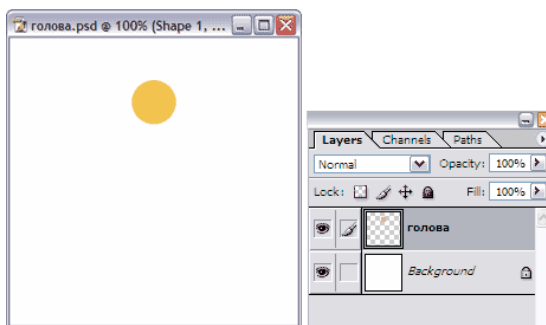 голова.psd @ 100% (Shape 1, ...
Layers Channels Paths
Normal Opacity: 100%
Lock: Fill: 100%
голова
Background